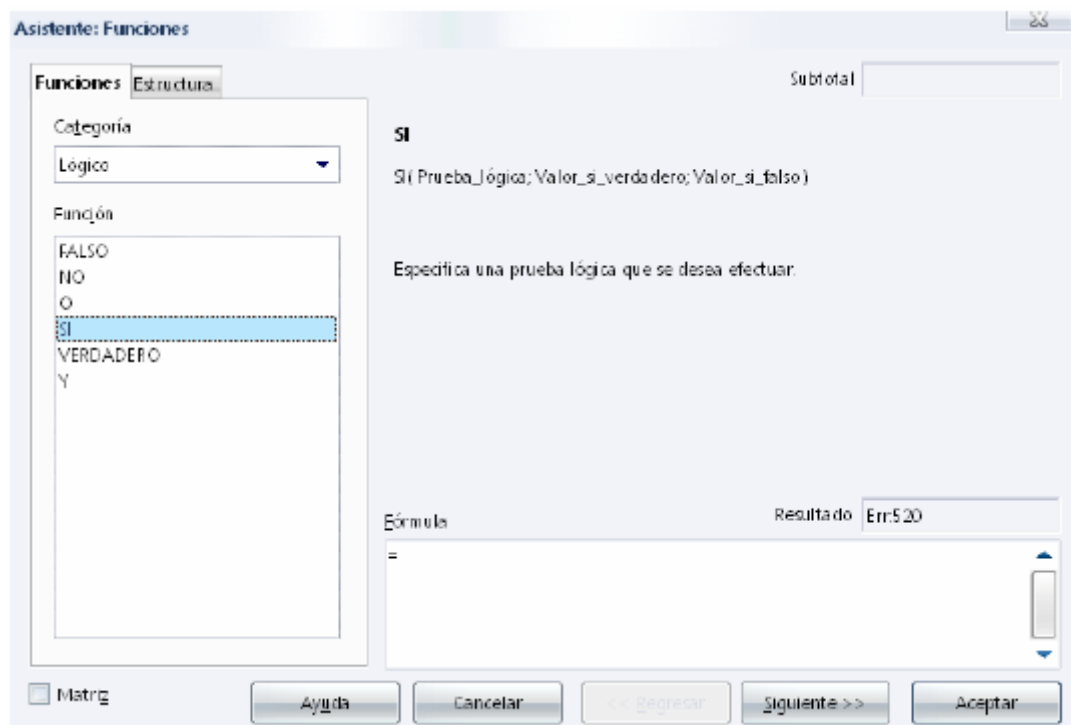 Asistente: Funciones
Funciones Estructura
Subtotal
Categoría
Lógico
SI
SI( Prueba_lógica; Valor_si_verdadero; Valor_si_falso )
Función
FALSO
NO
O
SI
VERDADERO
Y
Especifica una prueba lógica que se desea efectuar.
Fórmula
Resultado Err:520
=
Matriz
Ayuda
Cancelar
<< Regresar
Siguiente >>
Aceptar